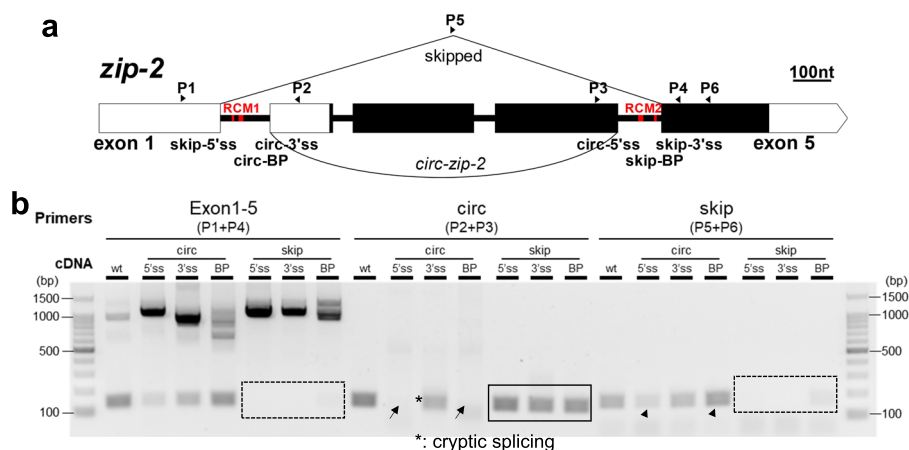 a
P5
skipped
zip-2
100nt
P1 P2 P3 P4 P6
RCM1 RCM2
exon 1 skip-5'ss circ-3'ss circ-5'ss skip-3'ss exon 5
circ-BP circ-zip-2 skip-BP
b
Primers Exon1-5 circ skip
(P1+P4) (P2+P3) (P5+P6)
circ skip circ skip circ skip
cDNA wt 5'ss 3'ss BP 5'ss 3'ss BP wt 5'ss 3'ss BP 5'ss 3'ss BP wt 5'ss 3'ss BP 5'ss 3'ss BP
(bp) (bp)
1500 1500
1000 1000
500 500
100 * 100
*: cryptic splicing